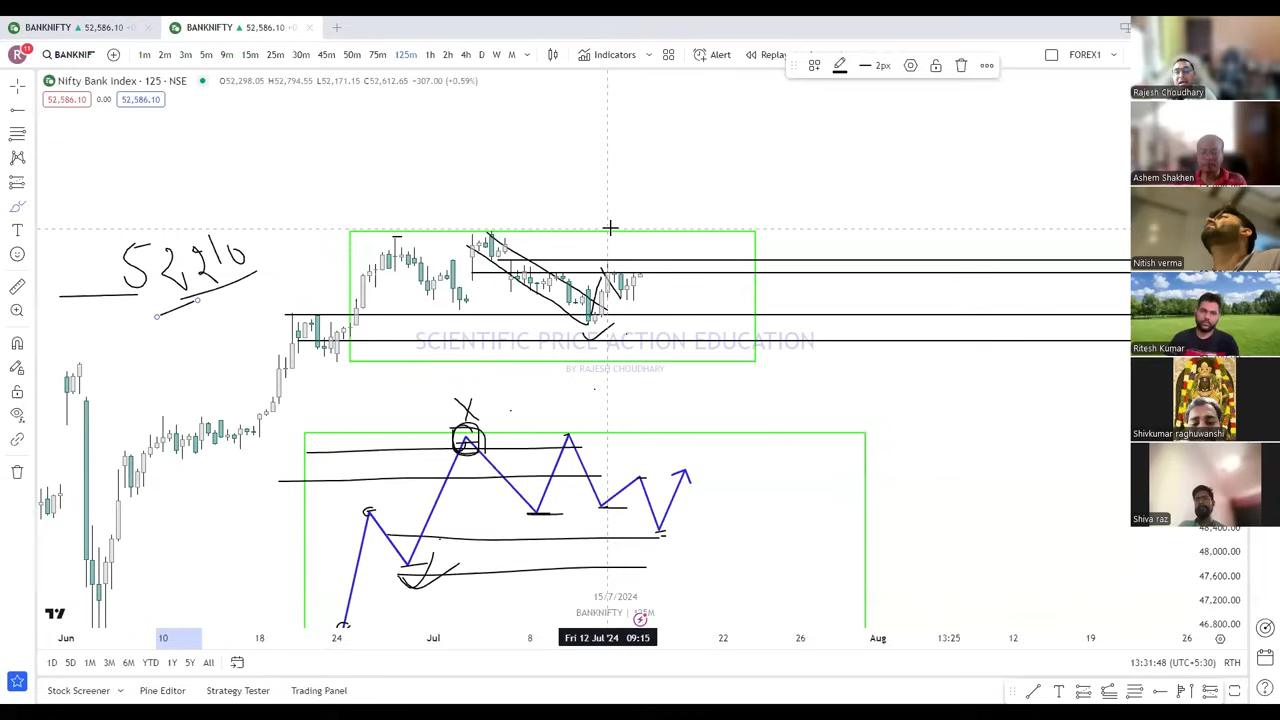 BANKNIFTY ▲ 52,586.10
BANKNIFTY ▲ 52,586.10
R 11 BANKNIF 1m 2m 3m 5m 9m 15m 25m 30m 45m 50m 75m 125m 1h 2h 4h D W M Indicators Alert Replay FOREX1
2px
Nifty Bank Index · 125 · NSE O52,298.05 H52,794.55 L52,171.15 C52,612.65 +307.00 (+0.59%)
52,586.10 0.00 52,586.10
Rajesh Choudhary
Ashem Shakhen
Nitish verma
Ritesh Kumar
Shivkumar raghuwanshi
Shiva raz
52,210
SCIENTIFIC PRICE ACTION EDUCATION
BY RAJESH CHOUDHARY
X
48,400.00
48,000.00
47,600.00
47,200.00
46,800.00
15/7/2024
BANKNIFTY | 125M
Jun 10 18 24 Jul 8 Fri 12 Jul '24 09:15 22 26 Aug 13:25 12 19 26
1D 5D 1M 3M 6M YTD 1Y 5Y All 13:31:48 (UTC+5:30) RTH
Stock Screener Pine Editor Strategy Tester Trading Panel